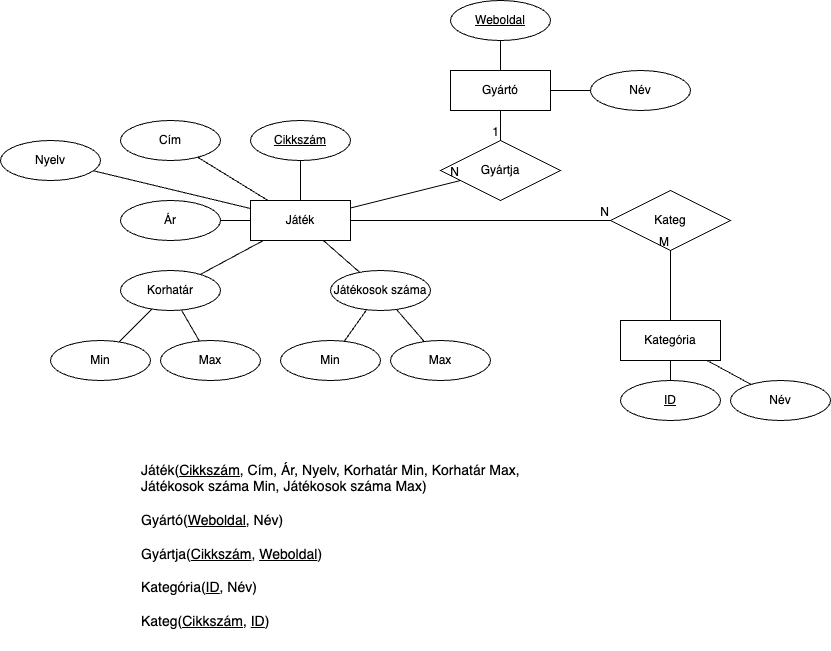 Weboldal
Gyártó
Név
1
Cím
Cikkszám
Nyelv
N
Gyártja
Ár
Játék
N
Kateg
M
Korhatár
Játékosok száma
Min
Max
Min
Max
Kategória
ID
Név
Játék(Cikkszám, Cím, Ár, Nyelv, Korhatár Min, Korhatár Max,
Játékosok száma Min, Játékosok száma Max)
Gyártó(Weboldal, Név)
Gyártja(Cikkszám, Weboldal)
Kategória(ID, Név)
Kateg(Cikkszám, ID)